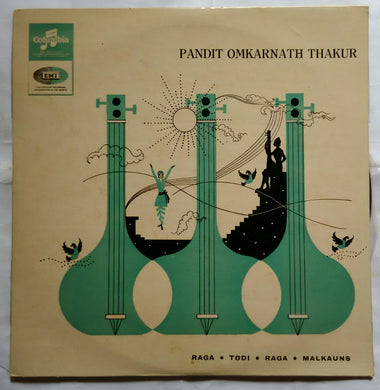 Columbia
EMI
PANDIT OMKARNATH THAKUR
RAGA • TODI • RAGA • MALKAUNS